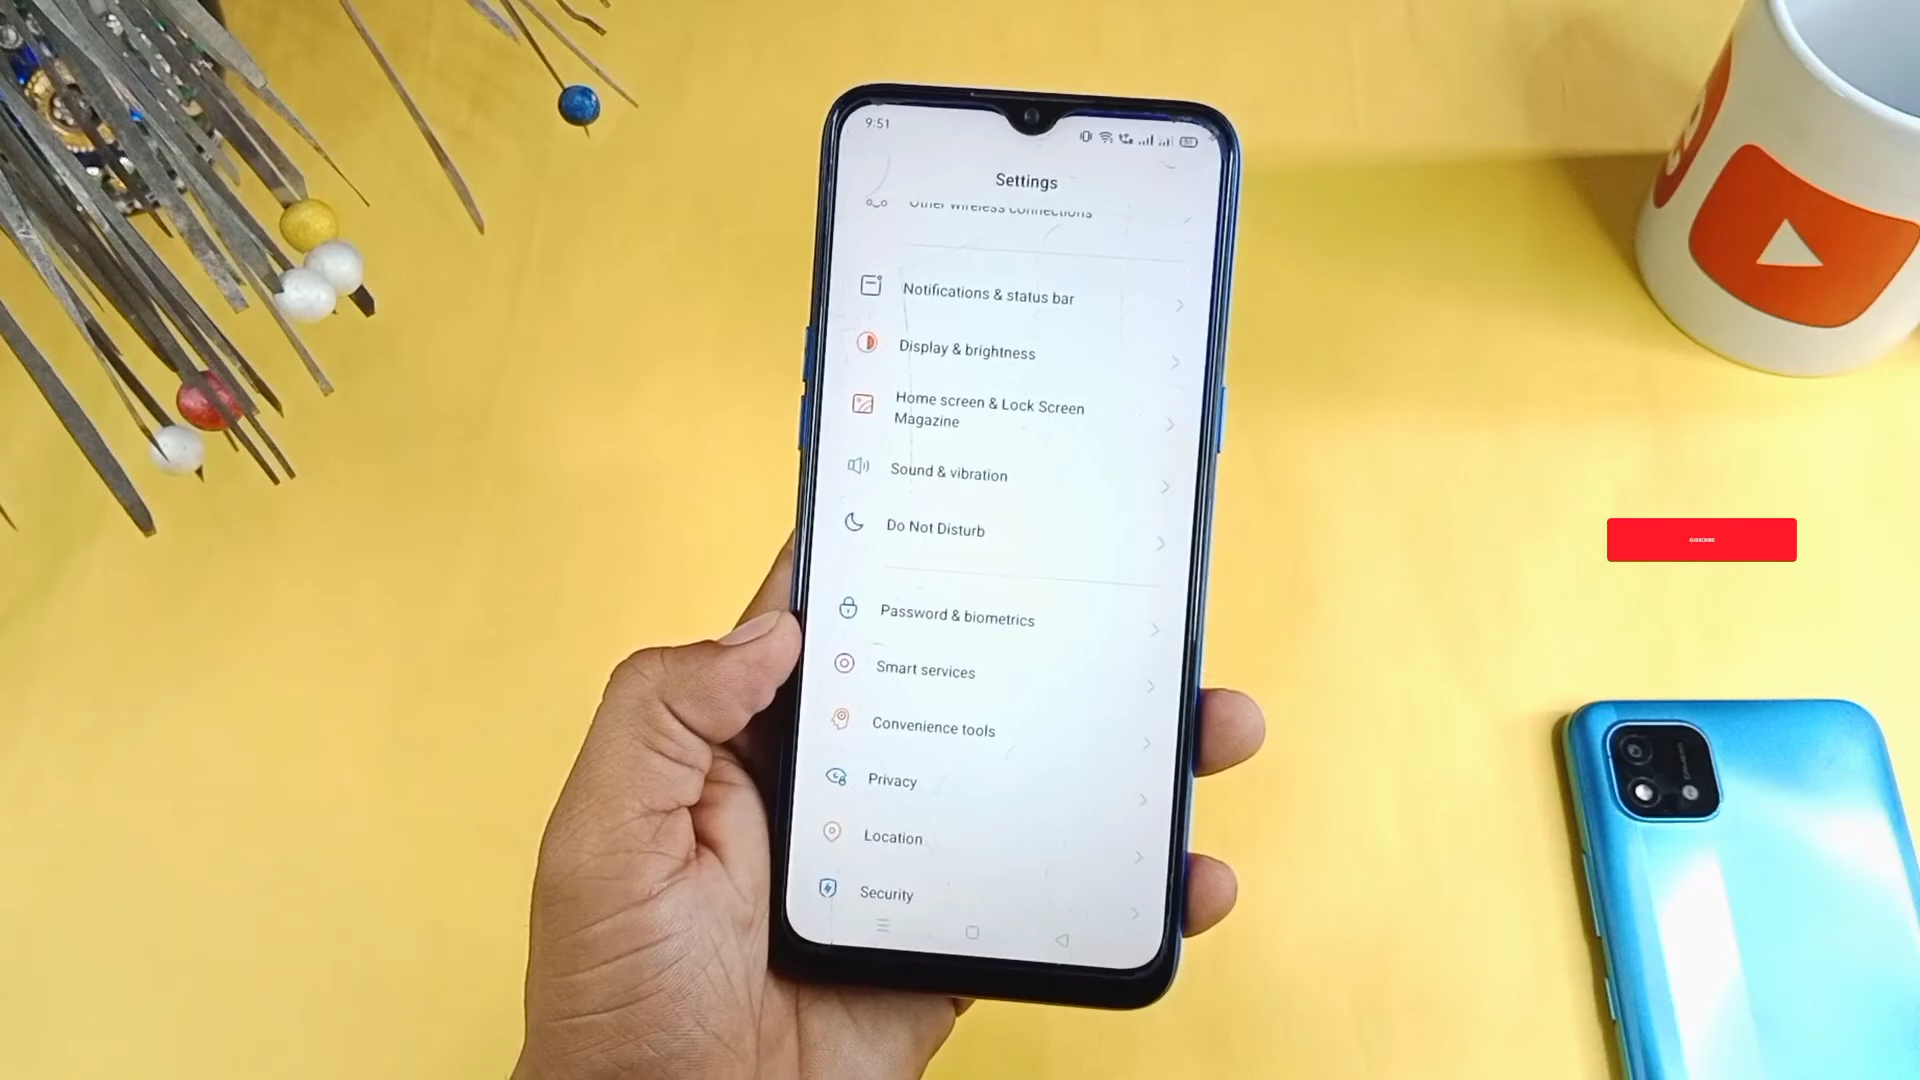 9:51
Settings
Other wireless connections
Notifications & status bar
Display & brightness
Home screen & Lock Screen
Magazine
Sound & vibration
Do Not Disturb
Password & biometrics
Smart services
Convenience tools
Privacy
Location
Security
SUBSCRIBE